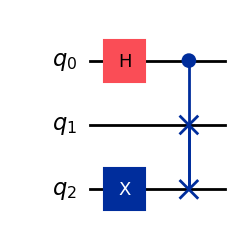 q₀ H
q₁
q₂ X